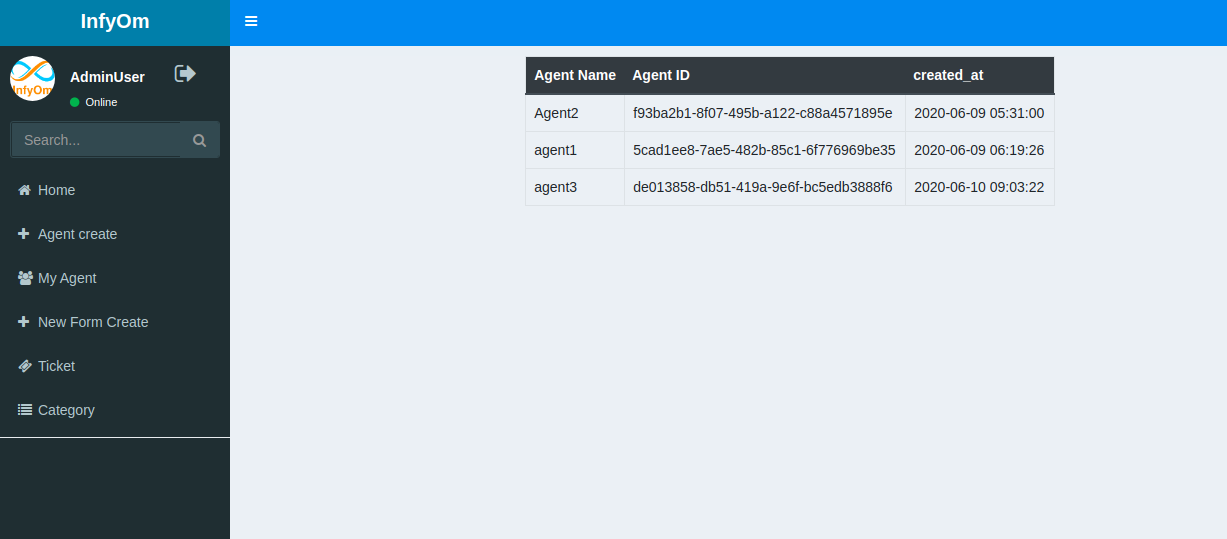 InfyOm
InfyOm
AdminUser
Online
Search...
Home
Agent create
My Agent
New Form Create
Ticket
Category
Agent Name Agent ID created_at
Agent2 f93ba2b1-8f07-495b-a122-c88a4571895e 2020-06-09 05:31:00
agent1 5cad1ee8-7ae5-482b-85c1-6f776969be35 2020-06-09 06:19:26
agent3 de013858-db51-419a-9e6f-bc5edb3888f6 2020-06-10 09:03:22